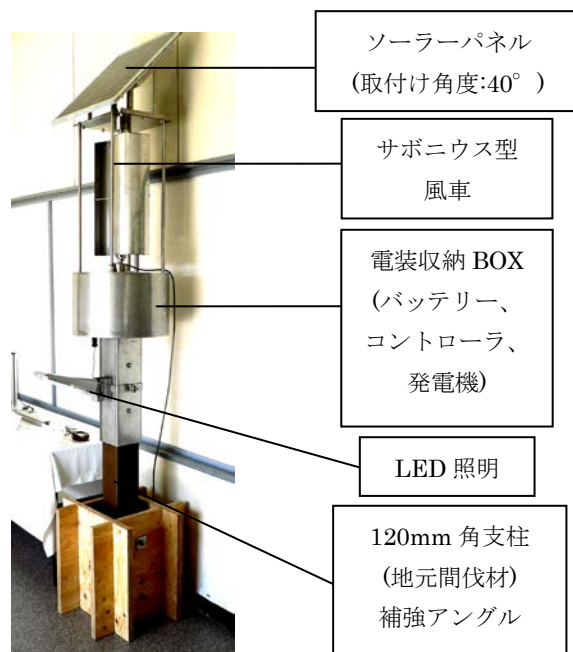 ソーラーパネル
(取付け角度:40°)
サボニウス型
風車
電装収納 BOX
(バッテリー、
コントローラ、
発電機)
LED 照明
120mm 角支柱
(地元間伐材)
補強アングル